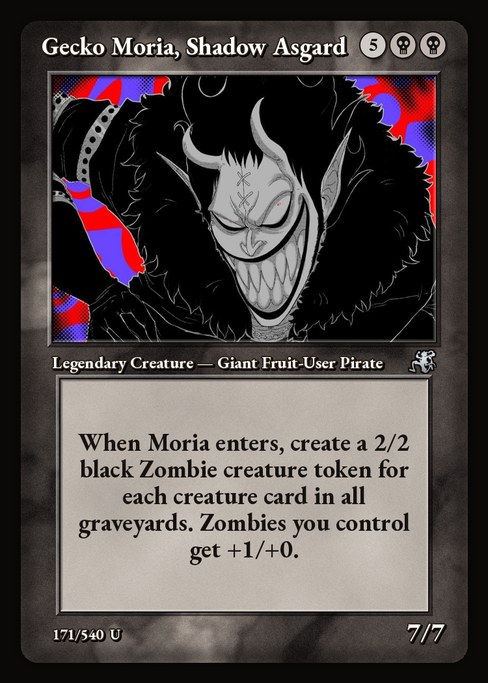 Gecko Moria, Shadow Asgard 5
Legendary Creature — Giant Fruit-User Pirate
When Moria enters, create a 2/2
black Zombie creature token for
each creature card in all
graveyards. Zombies you control
get +1/+0.
171/540 U 7/7